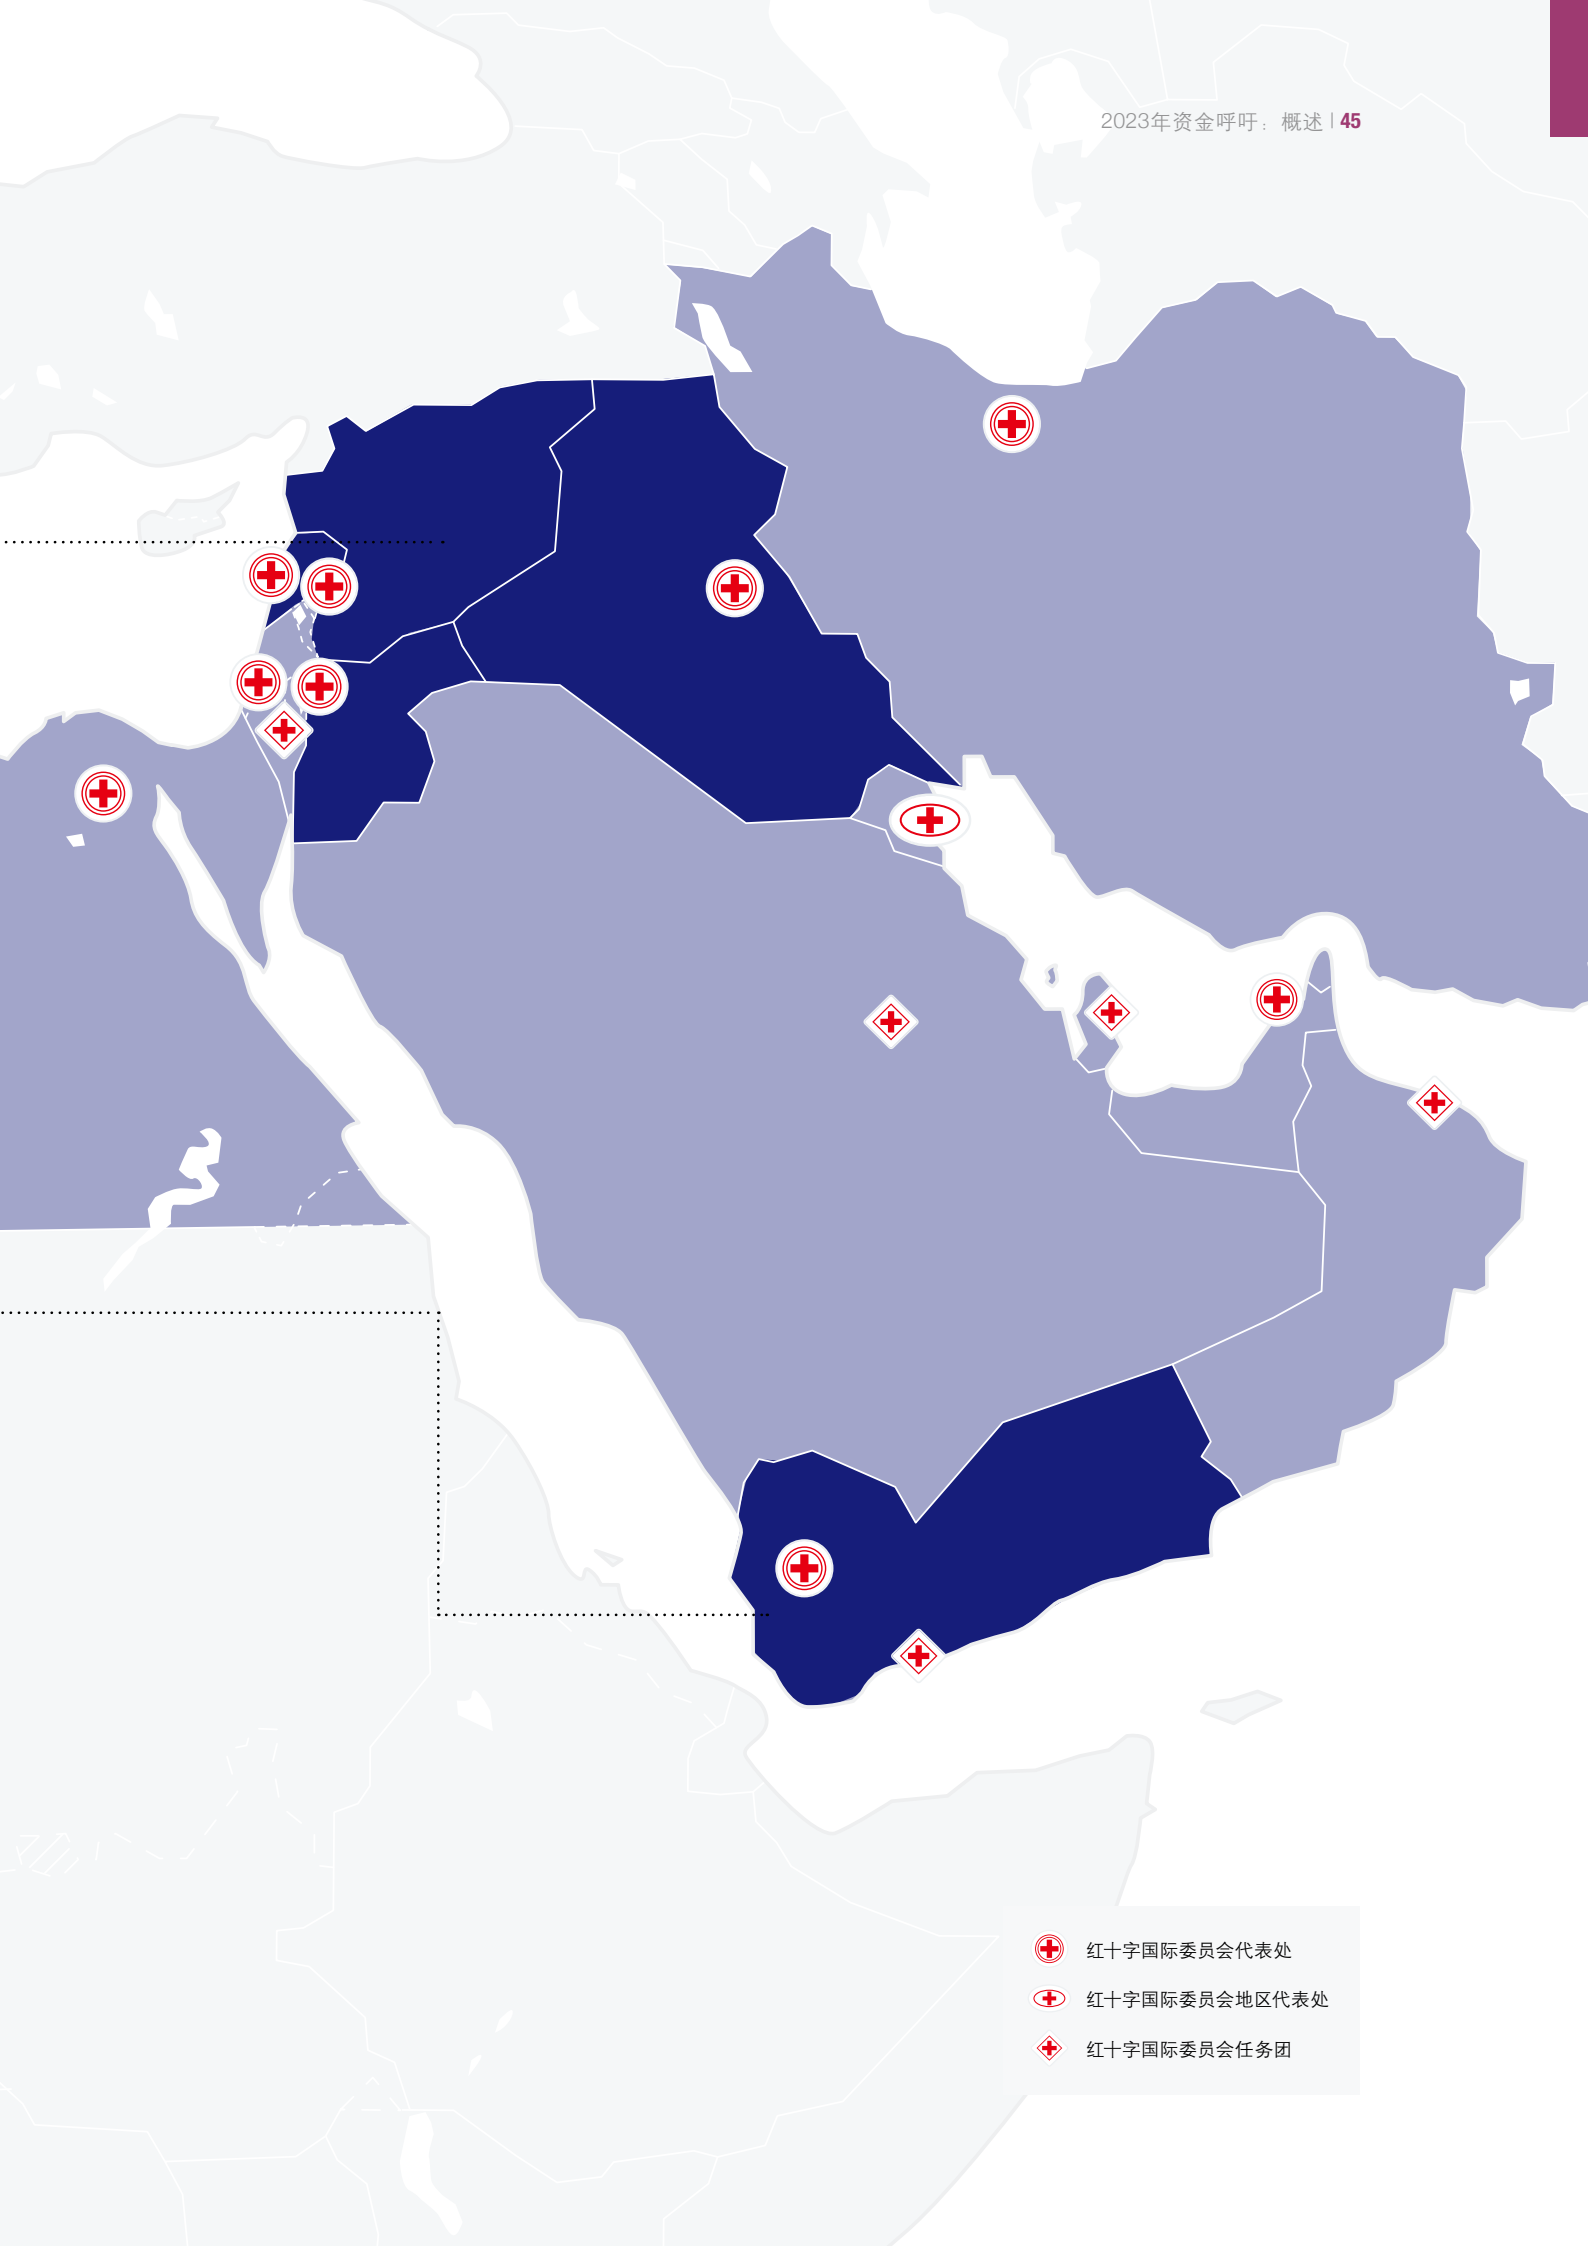 2023年资金呼吁：概述 | 45
红十字国际委员会代表处
红十字国际委员会地区代表处
红十字国际委员会任务团